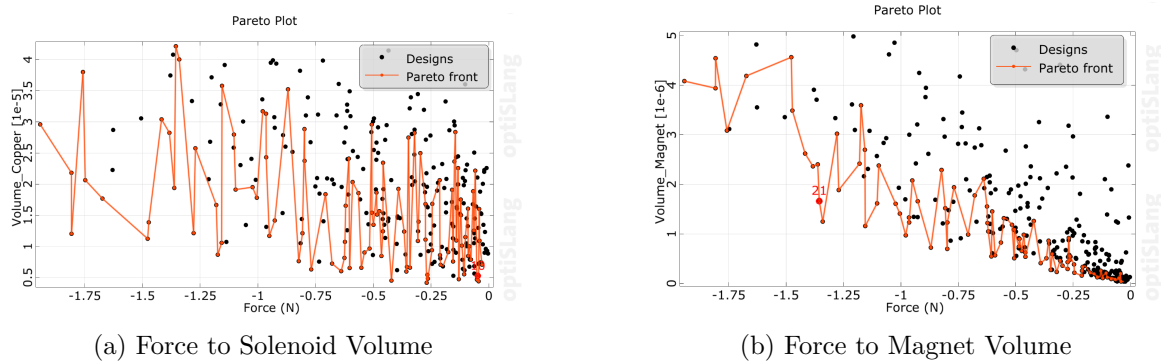 Pareto Plot
Volume_Copper [1e-5]
4
3.5
3
2.5
2
1.5
1
0.5
Designs
Pareto front
-1.75
-1.5
-1.25
-1
-0.75
-0.5
-0.25
0
Force (N)
optiSLang
optiSLang
(a) Force to Solenoid Volume
Pareto Plot
Volume_Magnet [1e-6]
5
4
3
2
1
0
21
Designs
Pareto front
-1.75
-1.5
-1.25
-1
-0.75
-0.5
-0.25
0
Force (N)
optiSLang
optiSLang
(b) Force to Magnet Volume